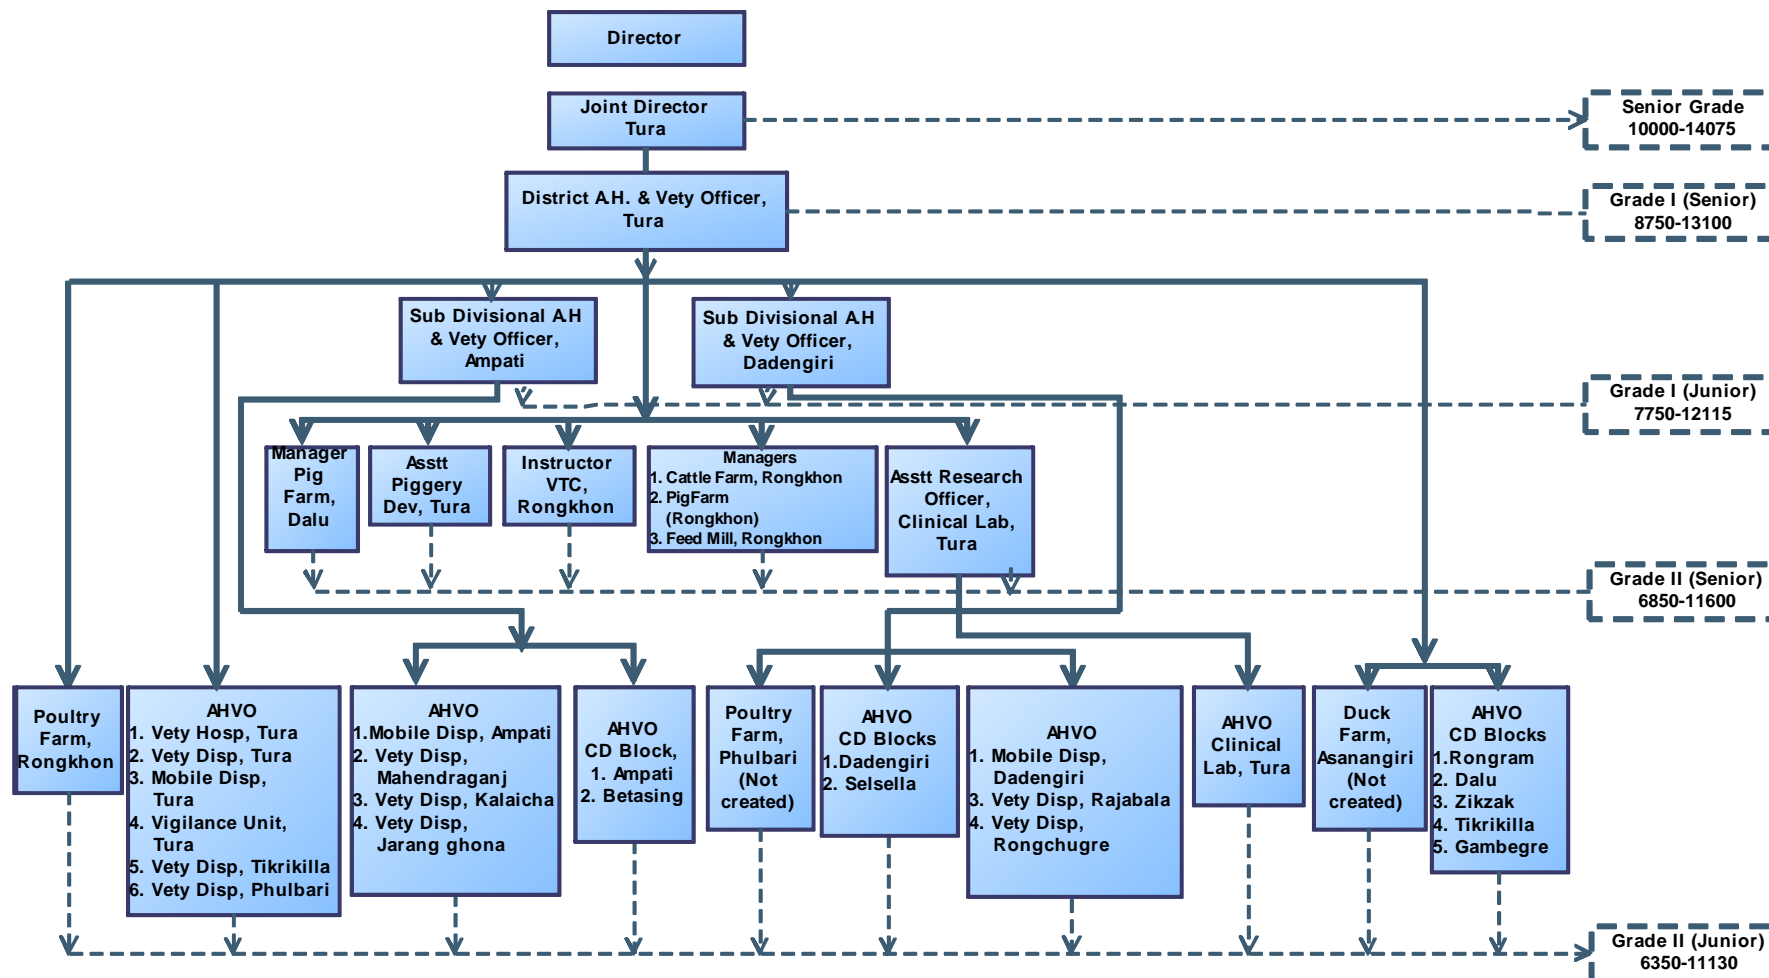 Director
Joint Director
Tura
Senior Grade
10000-14075
District A.H. & Vety Officer,
Tura
Grade I (Senior)
8750-13100
Sub Divisional A.H
& Vety Officer,
Ampati
Sub Divisional A.H
& Vety Officer,
Dadengiri
Grade I (Junior)
7750-12115
Manager
Pig
Farm,
Dalu
Asstt
Piggery
Dev, Tura
Instructor
VTC,
Rongkhon
Managers
1. Cattle Farm, Rongkhon
2. PigFarm
(Rongkhon)
3. Feed Mill, Rongkhon
Asstt Research
Officer,
Clinical Lab,
Tura
Grade II (Senior)
6850-11600
Poultry
Farm,
Rongkhon
AHVO
1. Vety Hosp, Tura
2. Vety Disp, Tura
3. Mobile Disp,
Tura
4. Vigilance Unit,
Tura
5. Vety Disp, Tikrikilla
6. Vety Disp, Phulbari
AHVO
1.Mobile Disp, Ampati
2. Vety Disp,
Mahendraganj
3. Vety Disp, Kalaicha
4. Vety Disp,
Jarang ghona
AHVO
CD Block,
1. Ampati
2. Betasing
Poultry
Farm,
Phulbari
(Not
created)
AHVO
CD Blocks
1.Dadengiri
2. Selsella
AHVO
1. Mobile Disp,
Dadengiri
3. Vety Disp, Rajabala
4. Vety Disp,
Rongchugre
AHVO
Clinical
Lab, Tura
Duck
Farm,
Asanangiri
(Not
created)
AHVO
CD Blocks
1.Rongram
2. Dalu
3. Zikzak
4. Tikrikilla
5. Gambegre
Grade II (Junior)
6350-11130